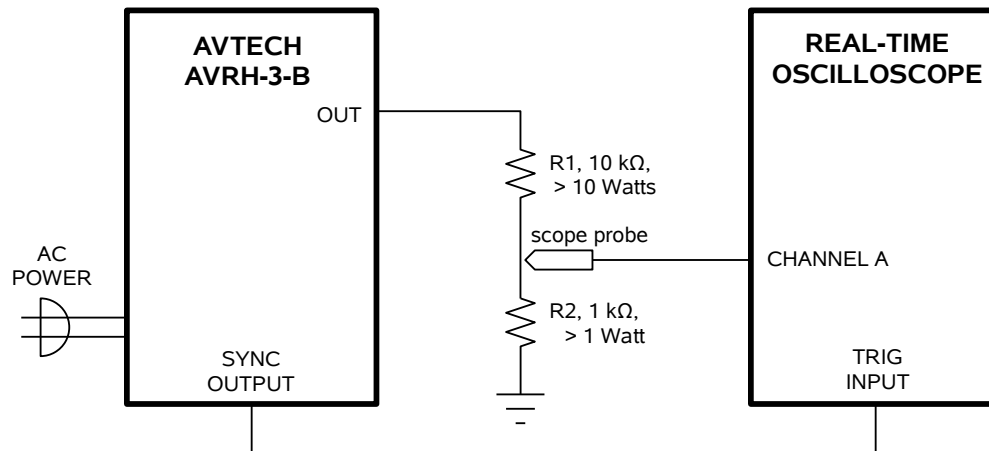 AVTECH
AVRH-3-B
OUT
REAL-TIME
OSCILLOSCOPE
R1, 10 kΩ,
> 10 Watts
scope probe
CHANNEL A
AC
POWER
R2, 1 kΩ,
> 1 Watt
SYNC
OUTPUT
TRIG
INPUT